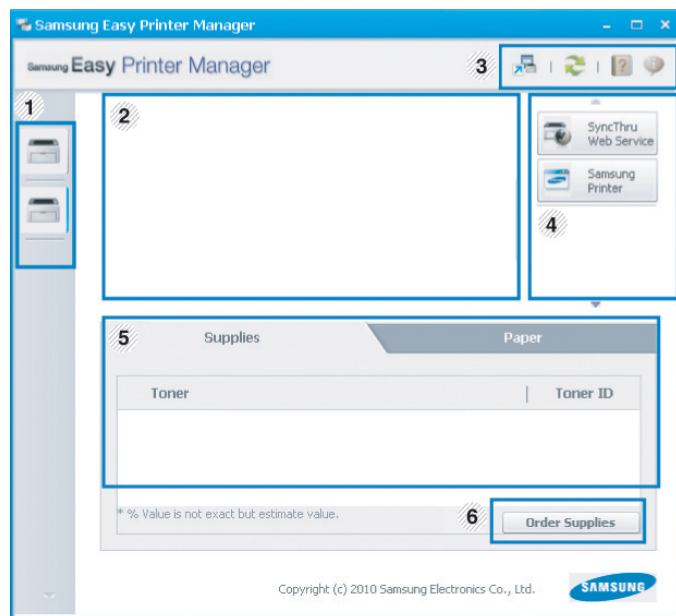 Samsung Easy Printer Manager
Samsung Easy Printer Manager
3
1
2
SyncThru
Web Service
Samsung
Printer
4
5
Supplies
Paper
Toner
Toner ID
* % Value is not exact but estimate value.
6
Order Supplies
Copyright (c) 2010 Samsung Electronics Co., Ltd.
SAMSUNG